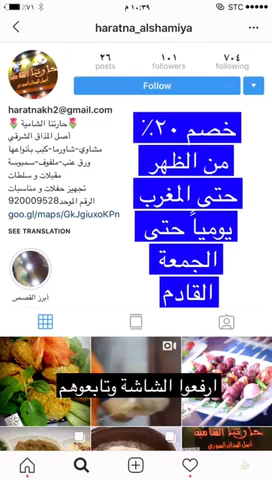 ٪٧١
١٠:٣٩ م
STC
haratna_alshamiya
٢٦
١٠١
٧٠٤
posts
followers
following
Follow
haratnakh2@gmail.com
🌷حارتنا الشامية🌷
أصل المذاق الشرقي
مشاوي-شاورما-كبب بأنواعها
ورق عنب-ملفوف-سمبوسة
مقبلات و سلطات
تجهيز حفلات و مناسبات
الرقم الموحد920009528
goo.gl/maps/GkJgiuxoKPn
SEE TRANSLATION
خصم ٢٠٪
من الظهر
حتى المغرب
يومياً حتى
الجمعة
القادم
أبرز القصص
ارفعوا الشاشة وتابعوهم